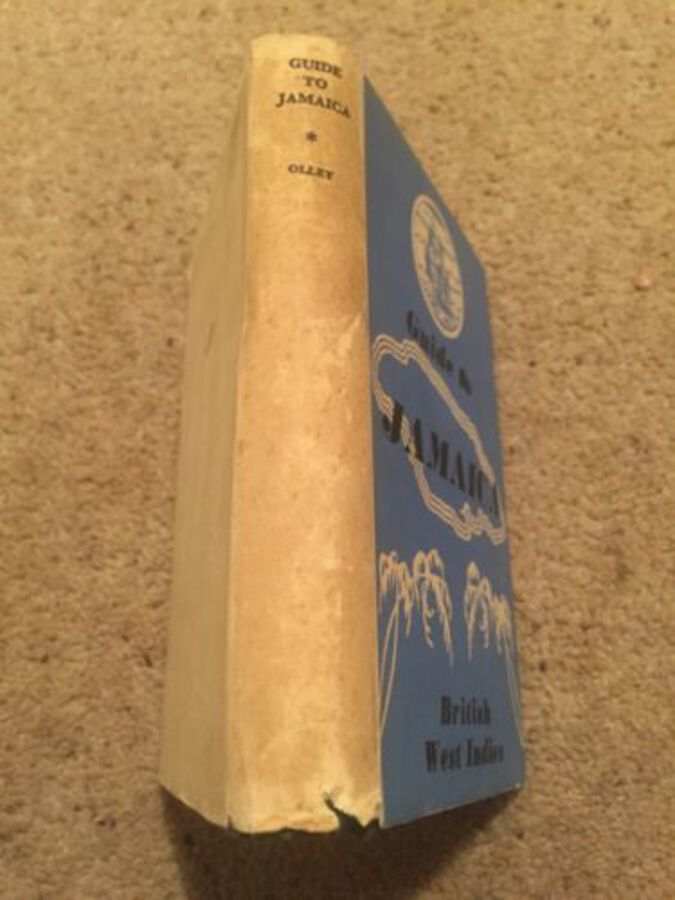 GUIDE
TO
JAMAICA
*
OLLEY
Guide to
JAMAICA
British
West Indies